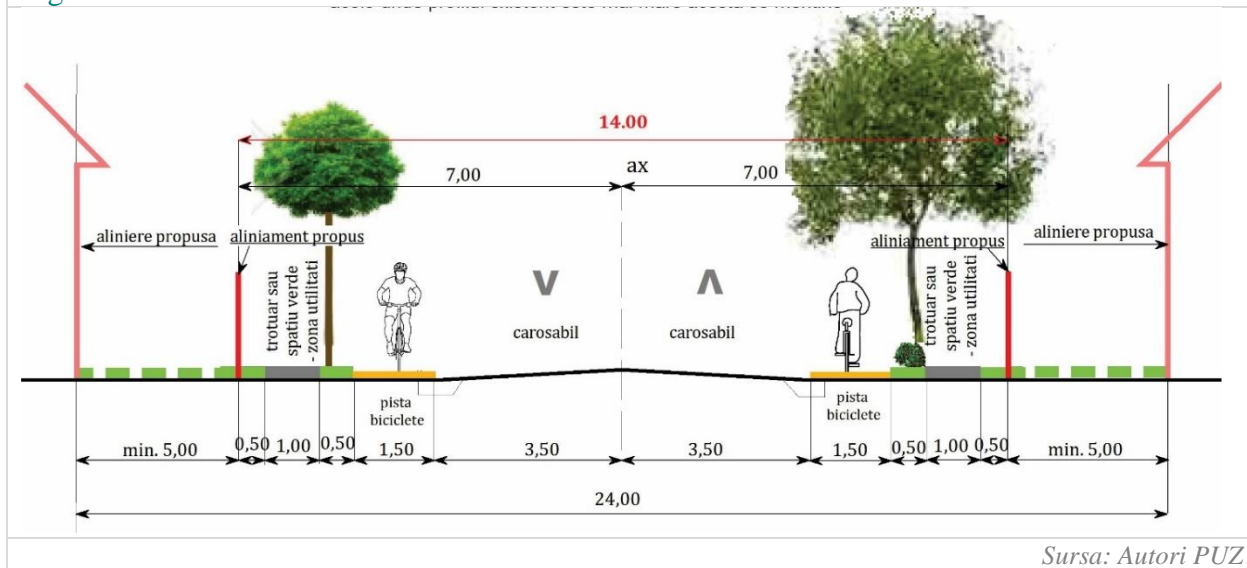 14.00
7,00
ax
7,00
aliniere propusa
aliniament propus
aliniament propus
aliniere propusa
trotuar sau
spatiu verde
- zona utilitati
V
Λ
trotuar sau
spatiu verde
- zona utilitati
carosabil
carosabil
pista
biciclete
pista
biciclete
min. 5,00
0,50
1,00
0,50
1,50
3,50
3,50
1,50
0,50
1,00
0,50
min. 5,00
24,00
Sursa: Autori PUZ